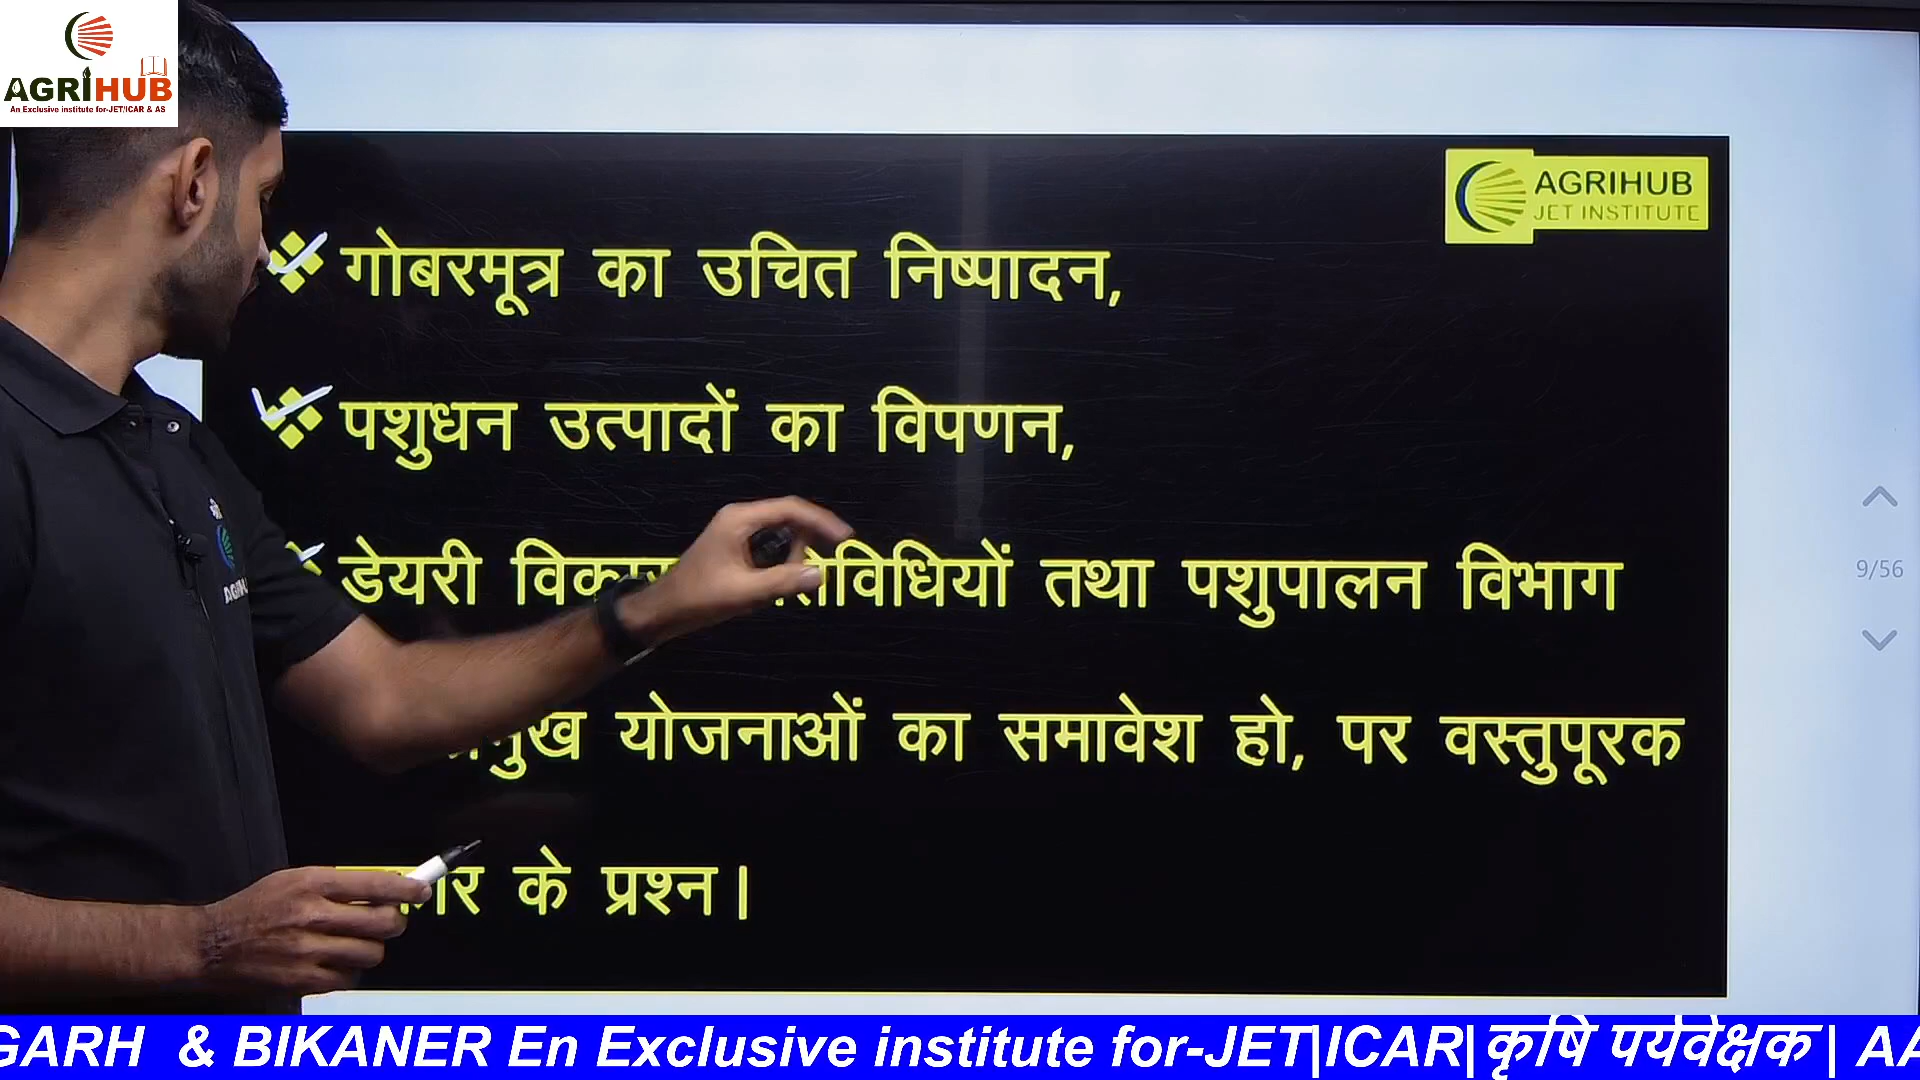 AGRIHUB
An Exclusive institute for-JET/ICAR & AS
AGRIHUB
JET INSTITUTE
गोबरमूत्र का उचित निष्पादन,
पशुधन उत्पादों का विपणन,
डेयरी तथा पशुपालन विभाग
योजनाओं का समावेश हो, पर वस्तुपूरक
के प्रश्न।
9/56
GARH & BIKANER En Exclusive institute for-JET|ICAR|कृषि पर्यवेक्षक | AA